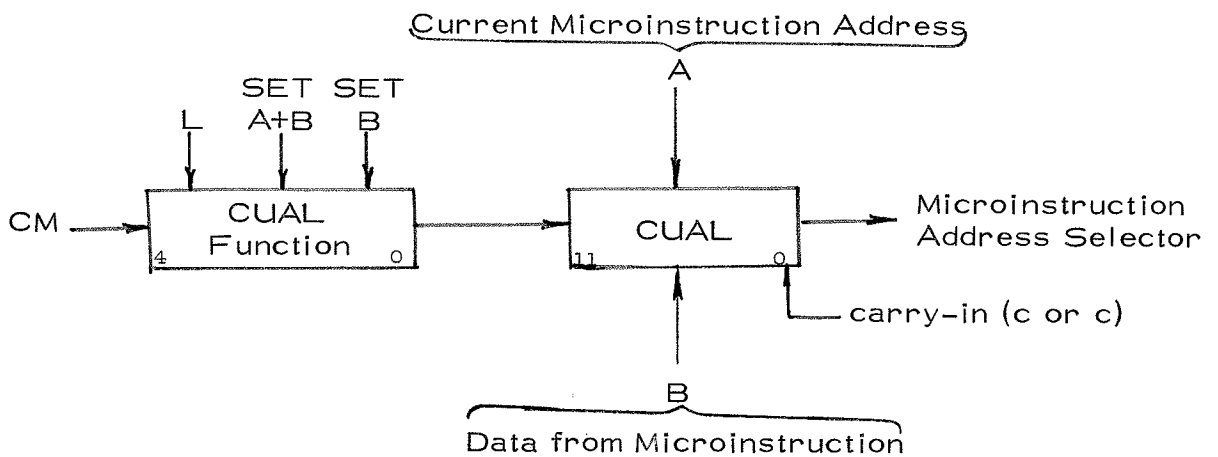 Current Microinstruction Address
A
SET SET
L A+B B
CM
CUAL
Function
4 0
CUAL
11 0
Microinstruction
Address Selector
carry-in (c or c)
B
Data from Microinstruction